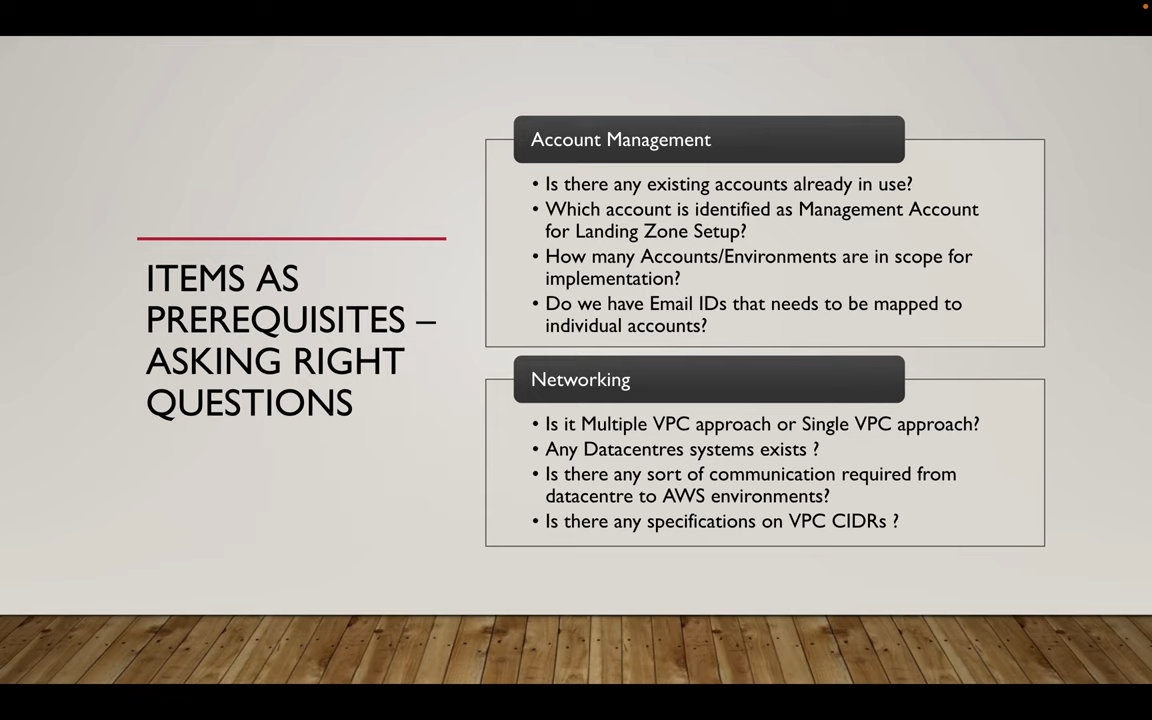 ITEMS AS
PREREQUISITES –
ASKING RIGHT
QUESTIONS
Account Management
• Is there any existing accounts already in use?
• Which account is identified as Management Account
for Landing Zone Setup?
• How many Accounts/Environments are in scope for
implementation?
• Do we have Email IDs that needs to be mapped to
individual accounts?
Networking
• Is it Multiple VPC approach or Single VPC approach?
• Any Datacentres systems exists ?
• Is there any sort of communication required from
datacentre to AWS environments?
• Is there any specifications on VPC CIDRs ?